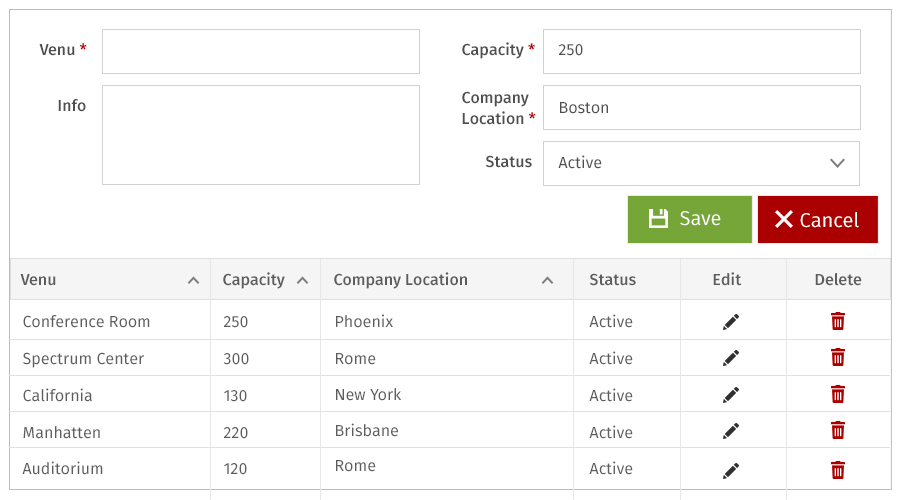 Venu *
Capacity *
250
Info
Company
Location *
Boston
Status
Active
Save
Cancel
Venu Capacity Company Location Status Edit Delete
Conference Room 250 Phoenix Active
Spectrum Center 300 Rome Active
California 130 New York Active
Manhatten 220 Brisbane Active
Auditorium 120 Rome Active